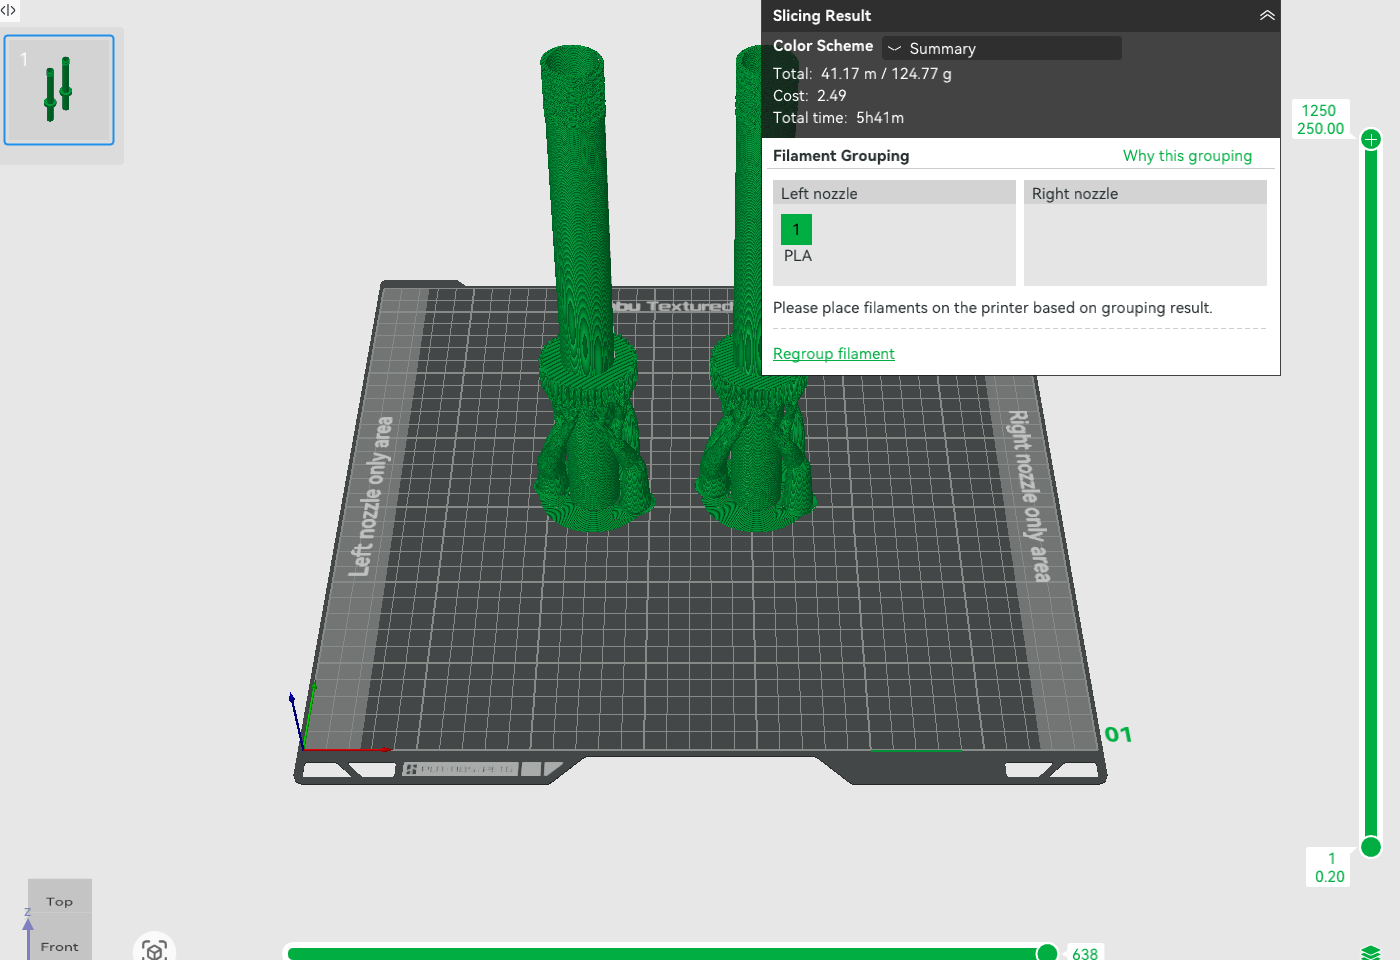 Slicing Result
1
Color Scheme Summary
Total: 41.17 m / 124.77 g
Cost: 2.49
Total time: 5h41m
1250
250.00
Filament Grouping
Why this grouping
Left nozzle
Right nozzle
1
PLA
Please place filaments on the printer based on grouping result.
Regroup filament
Textured
Left nozzle only area
Right nozzle only area
01
1
0.20
Top
Z
Front
638